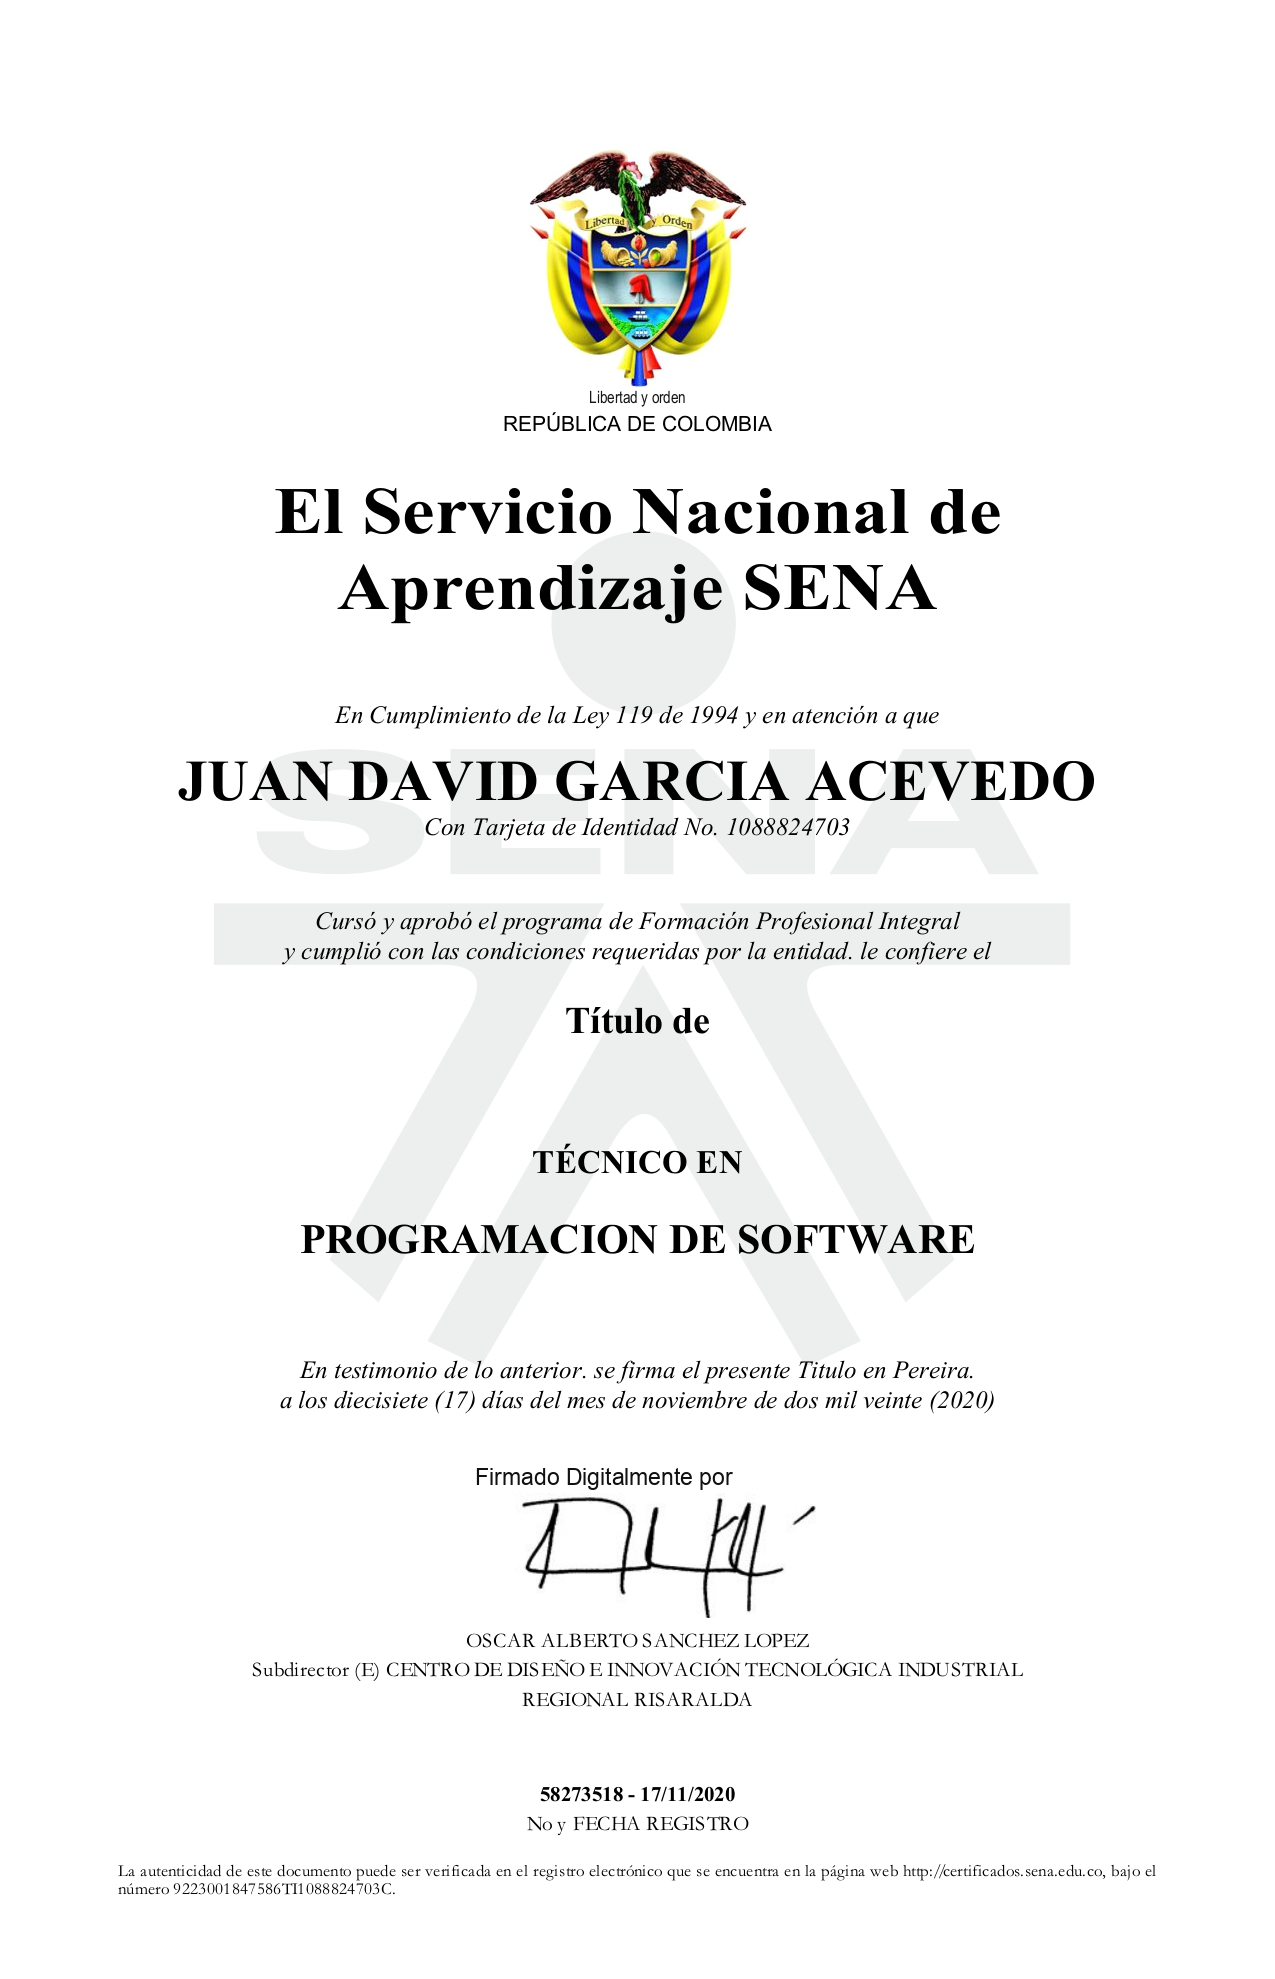 Libertad y Orden
Libertad y orden
REPÚBLICA DE COLOMBIA
El Servicio Nacional de
Aprendizaje SENA
En Cumplimiento de la Ley 119 de 1994 y en atención a que
SENA
JUAN DAVID GARCIA ACEVEDO
Con Tarjeta de Identidad No. 1088824703
Cursó y aprobó el programa de Formación Profesional Integral
y cumplió con las condiciones requeridas por la entidad. le confiere el
Título de
TÉCNICO EN
PROGRAMACION DE SOFTWARE
En testimonio de lo anterior. se firma el presente Titulo en Pereira.
a los diecisiete (17) días del mes de noviembre de dos mil veinte (2020)
Firmado Digitalmente por
OSCAR ALBERTO SANCHEZ LOPEZ
Subdirector (E) CENTRO DE DISEÑO E INNOVACIÓN TECNOLÓGICA INDUSTRIAL
REGIONAL RISARALDA
58273518 - 17/11/2020
No y FECHA REGISTRO
La autenticidad de este documento puede ser verificada en el registro electrónico que se encuentra en la página web http://certificados.sena.edu.co, bajo el
número 9223001847586TI1088824703C.